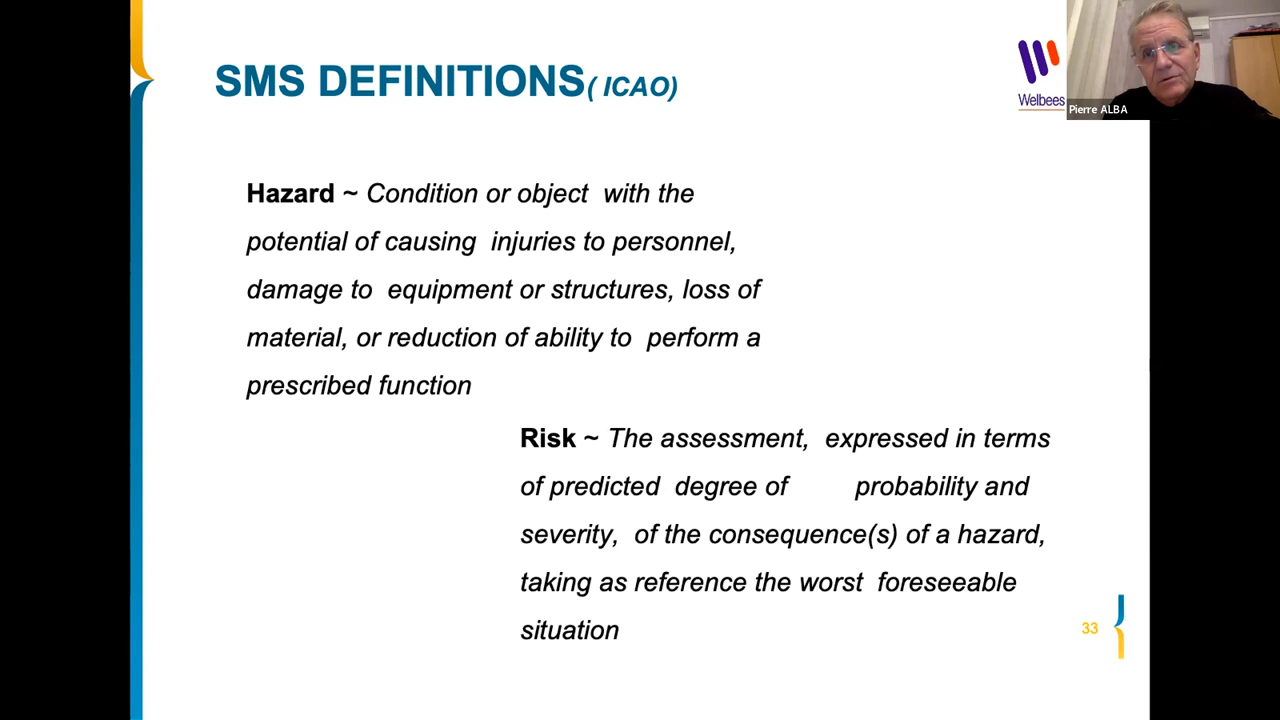 SMS DEFINITIONS( ICAO)
Welbees
Pierre ALBA
Hazard ~ Condition or object with the
potential of causing injuries to personnel,
damage to equipment or structures, loss of
material, or reduction of ability to perform a
prescribed function
Risk ~ The assessment, expressed in terms
of predicted degree of probability and
severity, of the consequence(s) of a hazard,
taking as reference the worst foreseeable
situation
33